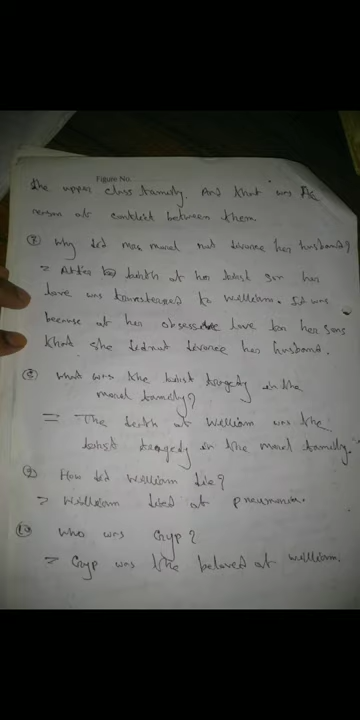 Figure No.
the upper class family. And that was the
reason of conflict between them.
⑦ Why did mrs morel not divorce her husband?
= After birth of her first son her
love was transferred to william. It was
because of her obsessive love for her sons
that she did not divorce her husband.
⑧ what was the first tragedy in the
morel family?
= The death of William was the
first tragedy in the morel family.
⑨ How did william die?
= William died of pneumonia.
⑩ who was Gyp?
= Gyp was the beloved of william.